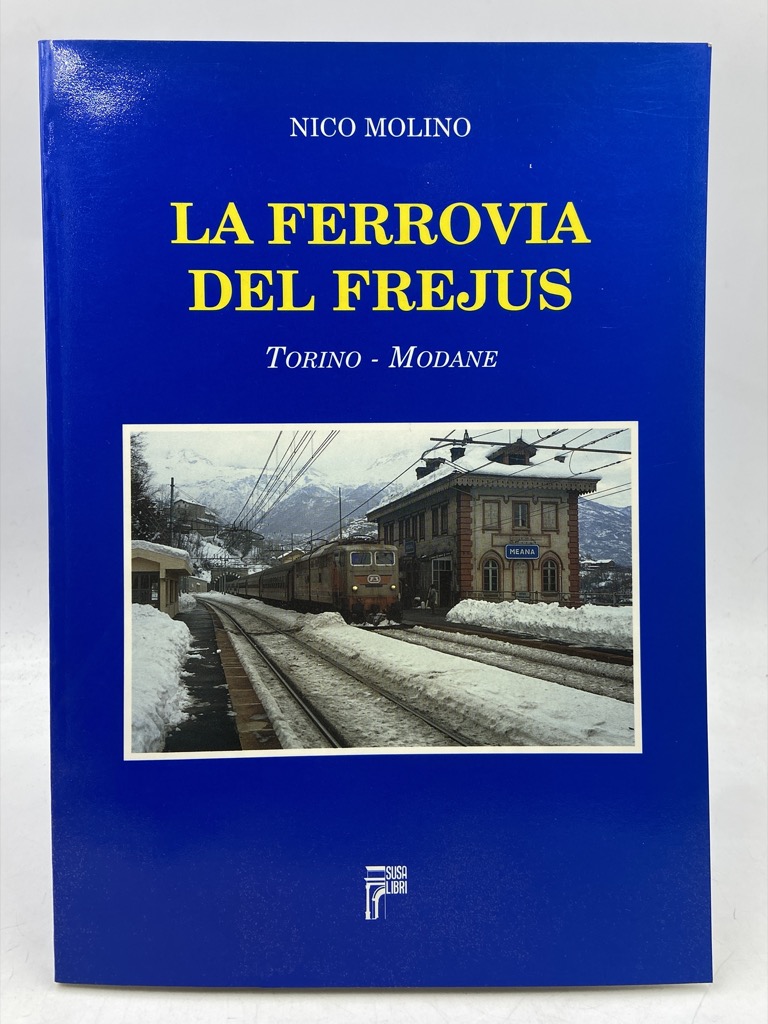 NICO MOLINO
LA FERROVIA
DEL FREJUS
TORINO - MODANE
MEANA
SUSA
LIBRI